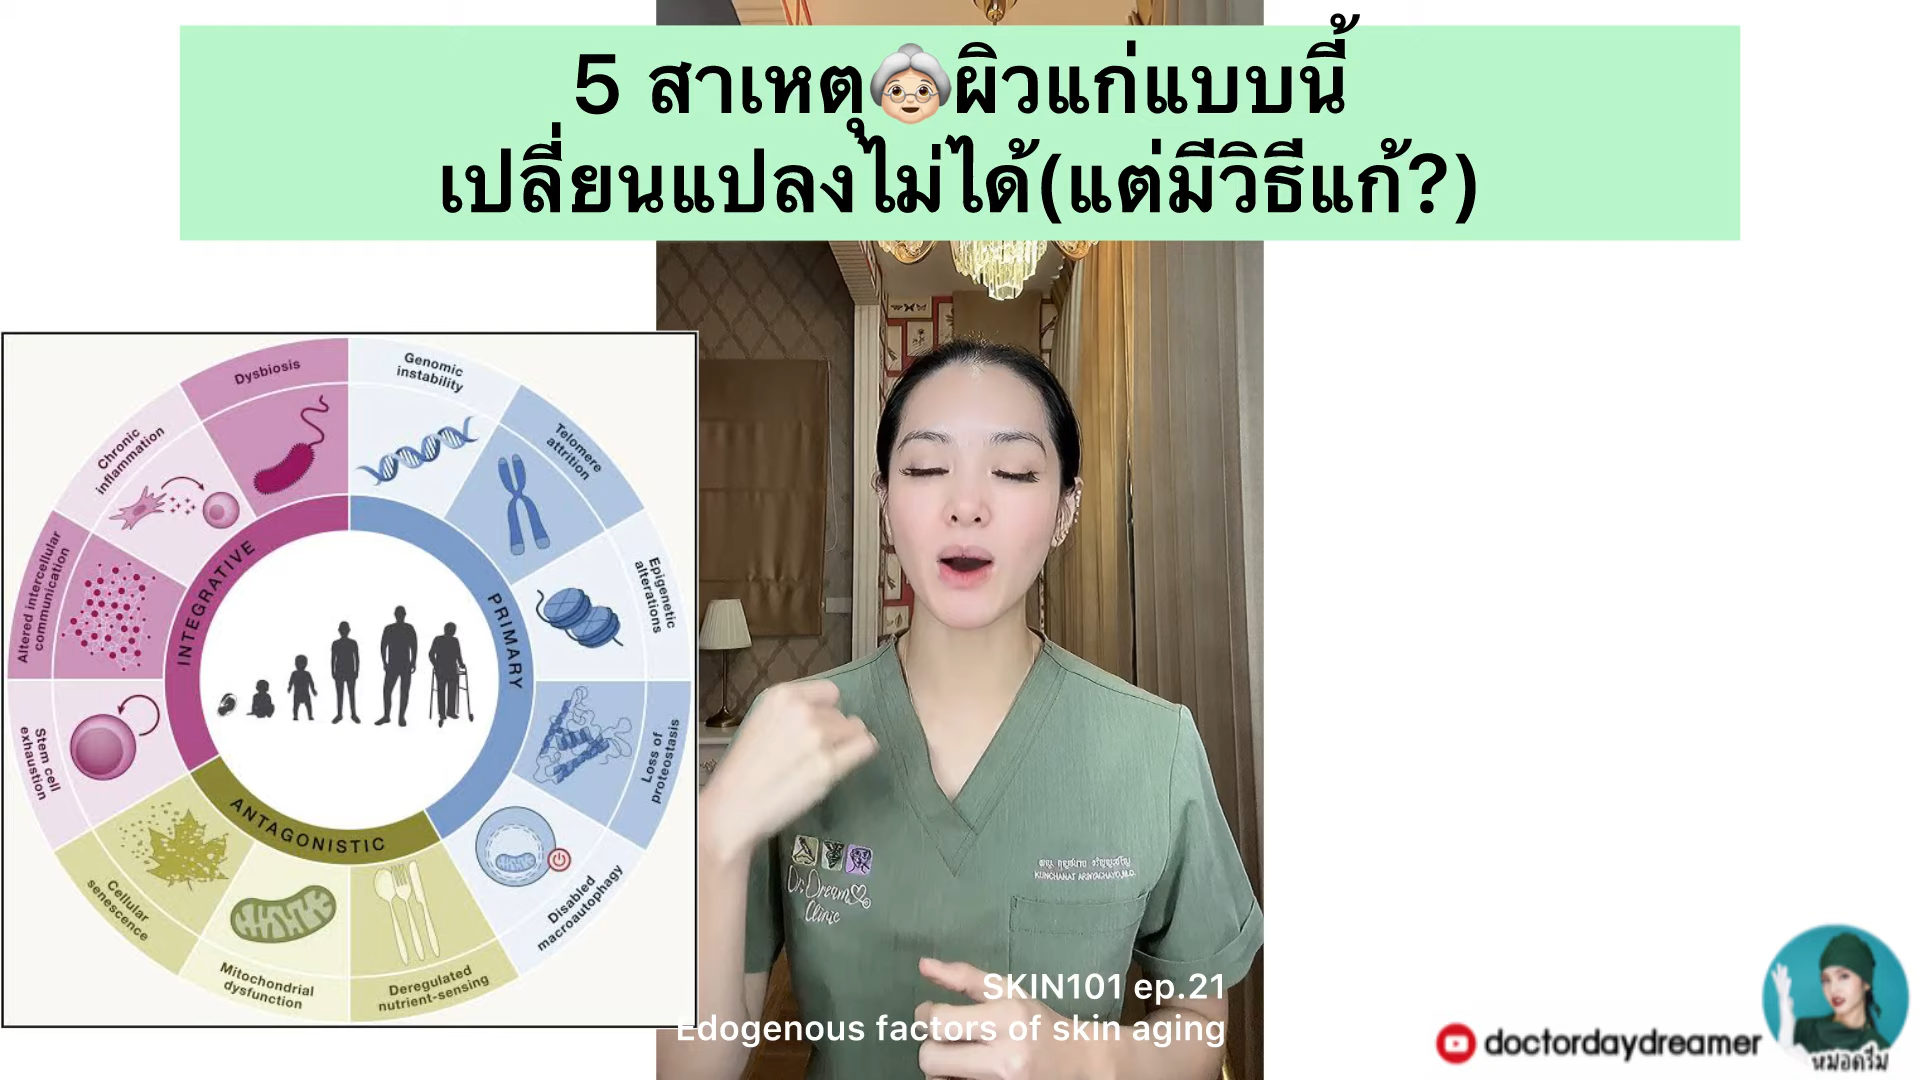 5 สาเหตุ👵🏻ผิวแก่แบบนี้
เปลี่ยนแปลงไม่ได้(แต่มีวิธีแก้?)
Dysbiosis
Genomic
instability
Telomere
attrition
Epigenetic
alterations
Loss of
proteostasis
Disabled
macroautophagy
Deregulated
nutrient-sensing
Mitochondrial
dysfunction
Cellular
senescence
Stem cell
exhaustion
Altered intercellular
communication
Chronic
inflammation
INTEGRATIVE
PRIMARY
ANTAGONISTIC
Dr.Dream
Clinic
KUNCHANAT ARINYACHAYO,M.D.
SKIN101 ep.21
Edogenous factors of skin aging
doctordaydreamer
หมอดรีม